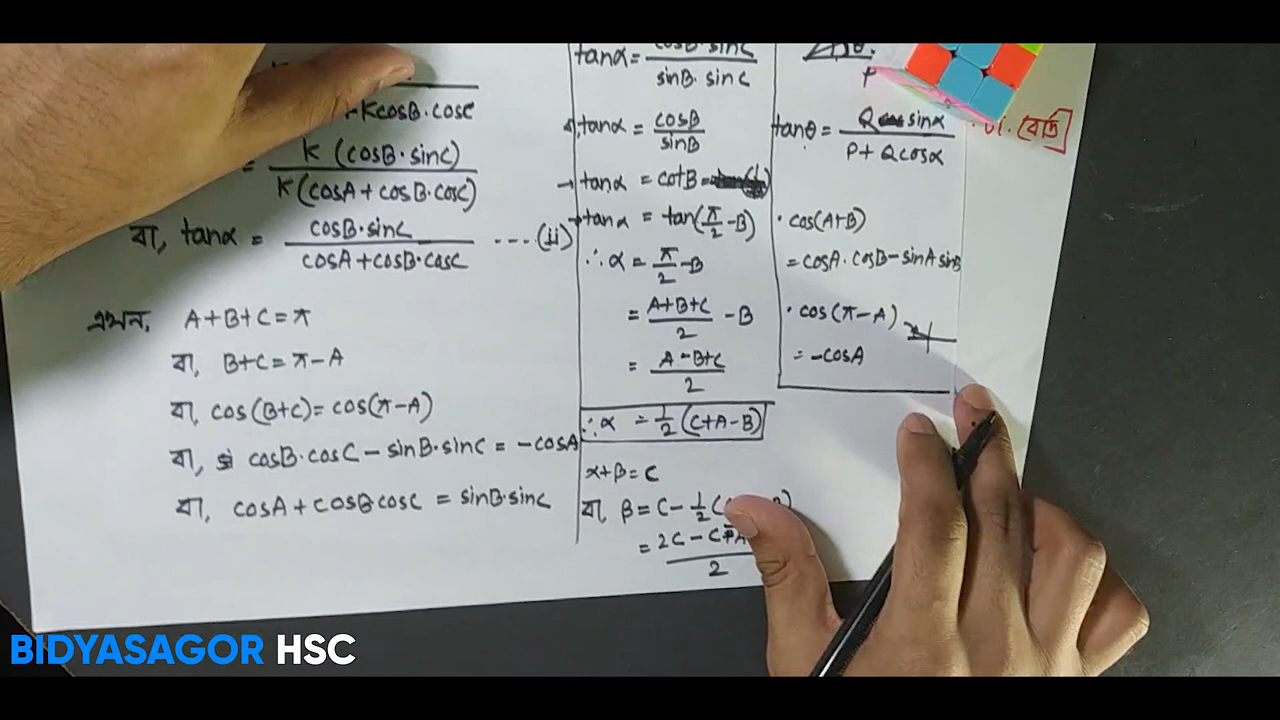 +KcosB·cosC
= K (cosB·sinC) / K (cosA + cosB·cosC)
বা, tanα = cosB·sinC / cosA+cosB·cosC ----(ii)
এখন, A+B+C=π
বা, B+C=π-A
বা, cos(B+C)=cos(π-A)
বা, cosB·cosC - sinB·sinC = -cosA
বা, cosA+cosBcosC = sinB·sinC
tanα = cosB·sinC / sinB·sinC
বা, tanα = cosB / sinB
→ tanα = cotB
→ tanα = tan(π/2 -B)
∴ α = π/2 -B
= A+B+C / 2 - B
= A-B+C / 2
∴ α = 1/2 (C+A-B)
α+β=C
বা, β = C- 1/2 (
= 2C-C
2
P
tanθ = Q sinα / P+Qcosα
· cos(A+B)
= cosA·cosB-sinA sinB
· cos(π-A)
= -cosA
BIDYASAGOR HSC